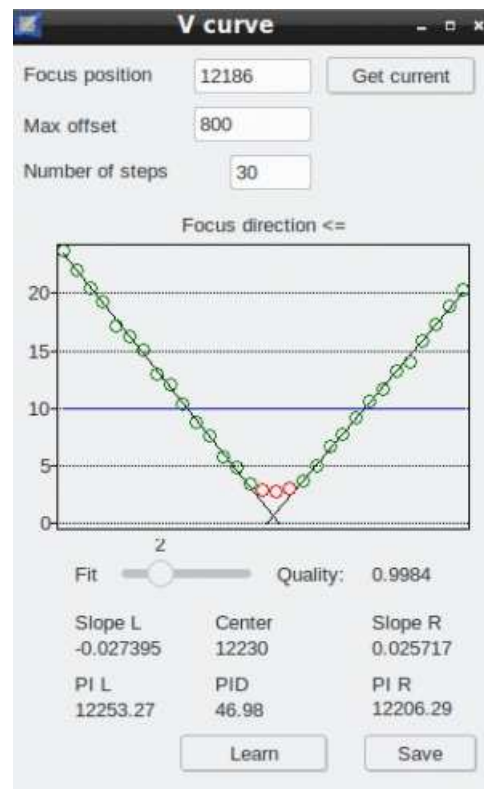 V curve
Focus position 12186 Get current
Max offset 800
Number of steps 30
Focus direction <=
20
15
10
5
0
2
Fit Quality: 0.9984
Slope L Center Slope R
-0.027395 12230 0.025717
PI L PID PI R
12253.27 46.98 12206.29
Learn Save